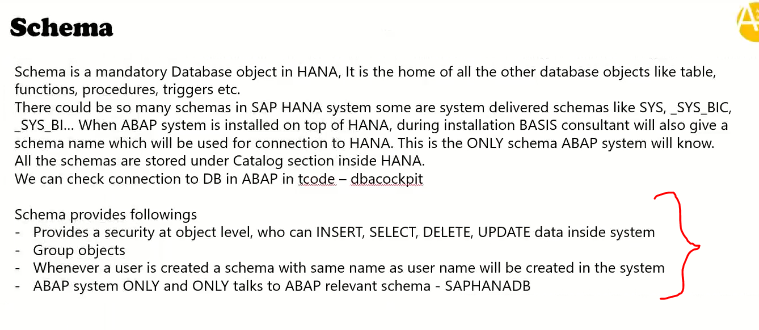 Schema
A
Schema is a mandatory Database object in HANA, It is the home of all the other database objects like table,
functions, procedures, triggers etc.
There could be so many schemas in SAP HANA system some are system delivered schemas like SYS, _SYS_BIC,
_SYS_BI... When ABAP system is installed on top of HANA, during installation BASIS consultant will also give a
schema name which will be used for connection to HANA. This is the ONLY schema ABAP system will know.
All the schemas are stored under Catalog section inside HANA.
We can check connection to DB in ABAP in tcode – dbacockpit
Schema provides followings
- Provides a security at object level, who can INSERT, SELECT, DELETE, UPDATE data inside system
- Group objects
- Whenever a user is created a schema with same name as user name will be created in the system
- ABAP system ONLY and ONLY talks to ABAP relevant schema - SAPHANADB